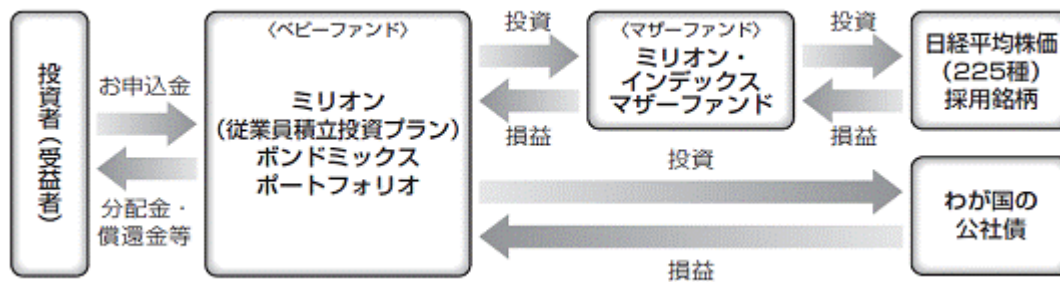 投資者（受益者）
お申込金
分配金・
償還金等
〈ベビーファンド〉
ミリオン
（従業員積立投資プラン）
ボンドミックス
ポートフォリオ
投資
損益
〈マザーファンド〉
ミリオン・
インデックス
マザーファンド
投資
損益
日経平均株価
（225種）
採用銘柄
投資
損益
わが国の
公社債